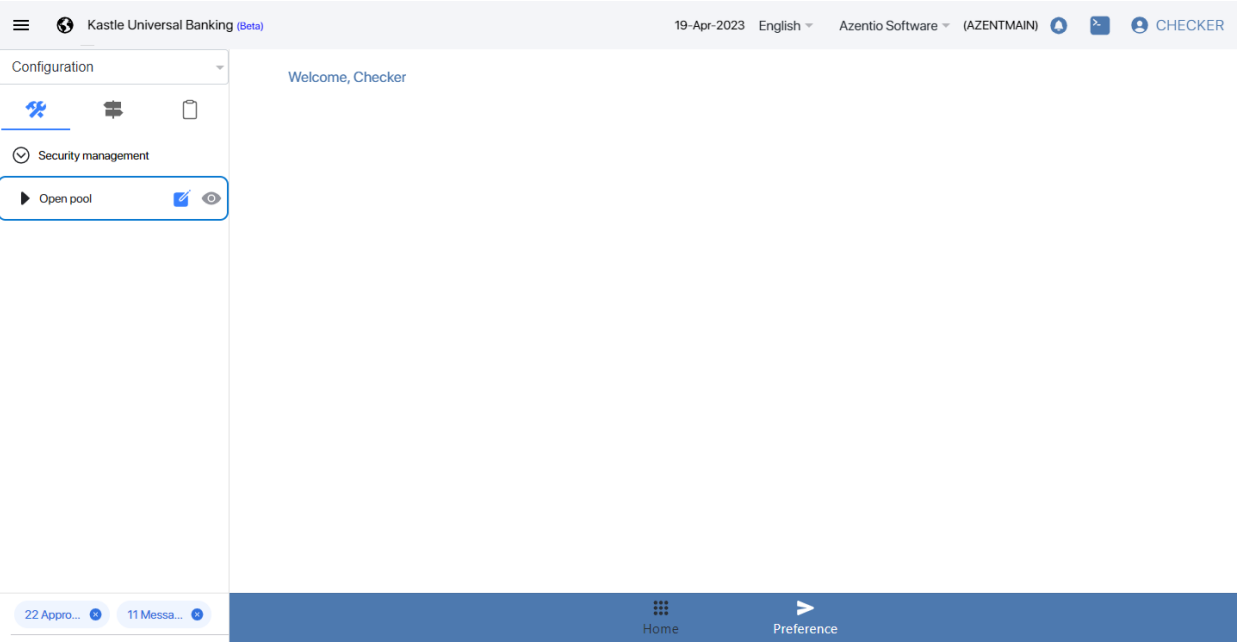 Kastle Universal Banking (Beta) 19-Apr-2023 English Azentio Software (AZENTMAIN) CHECKER
Configuration
Welcome, Checker
Security management
Open pool
22 Appro... 11 Messa...
Home Preference